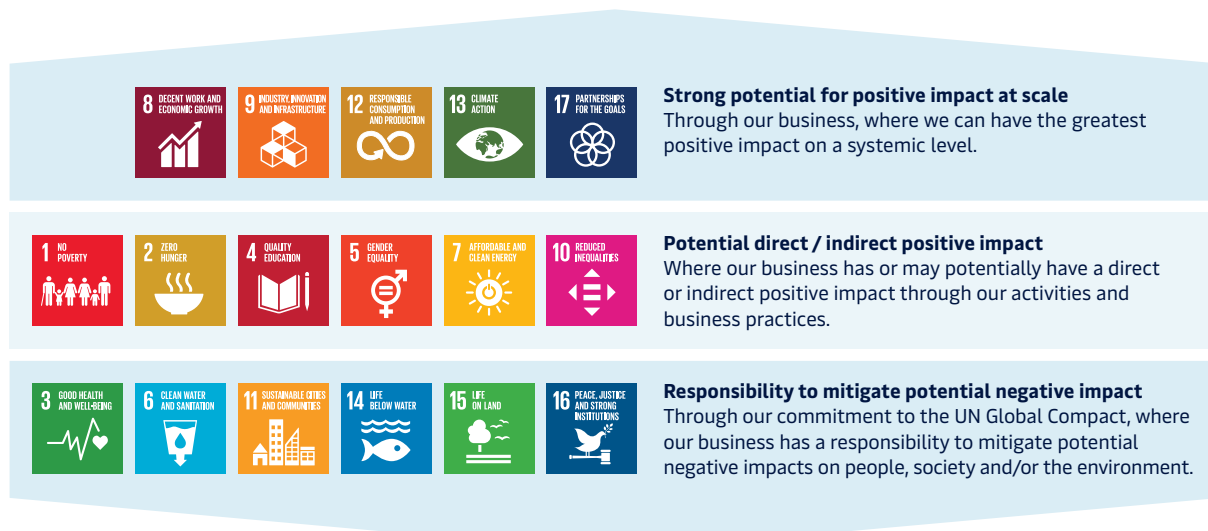 8 DECENT WORK AND
ECONOMIC GROWTH
9 INDUSTRY, INNOVATION
AND INFRASTRUCTURE
12 RESPONSIBLE
CONSUMPTION
AND PRODUCTION
13 CLIMATE
ACTION
17 PARTNERSHIPS
FOR THE GOALS
Strong potential for positive impact at scale
Through our business, where we can have the greatest
positive impact on a systemic level.
1 NO
POVERTY
2 ZERO
HUNGER
4 QUALITY
EDUCATION
5 GENDER
EQUALITY
7 AFFORDABLE AND
CLEAN ENERGY
10 REDUCED
INEQUALITIES
Potential direct / indirect positive impact
Where our business has or may potentially have a direct
or indirect positive impact through our activities and
business practices.
3 GOOD HEALTH
AND WELL-BEING
6 CLEAN WATER
AND SANITATION
11 SUSTAINABLE CITIES
AND COMMUNITIES
14 LIFE
BELOW WATER
15 LIFE
ON LAND
16 PEACE, JUSTICE
AND STRONG
INSTITUTIONS
Responsibility to mitigate potential negative impact
Through our commitment to the UN Global Compact, where
our business has a responsibility to mitigate potential
negative impacts on people, society and/or the environment.